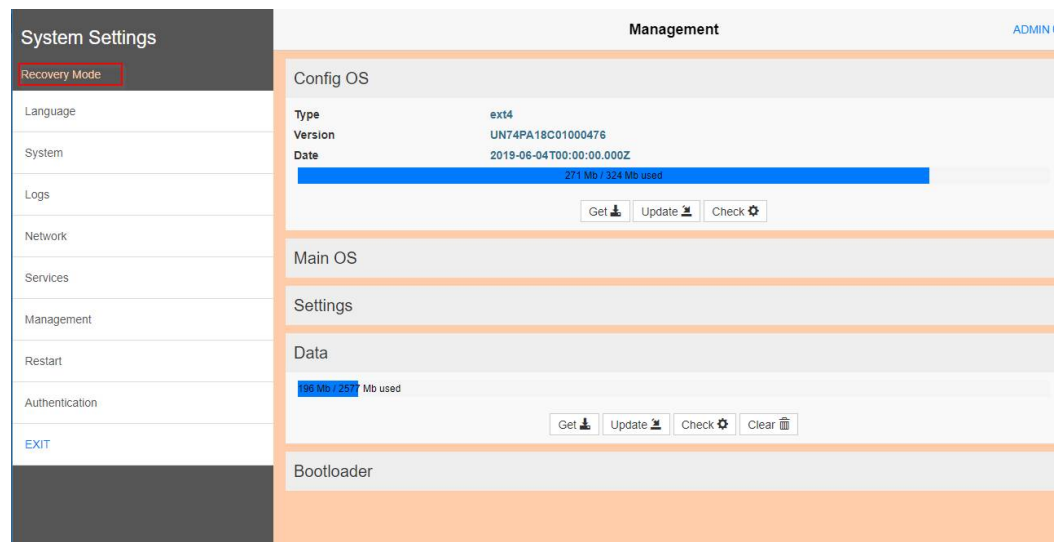 System Settings
Recovery Mode
Language
System
Logs
Network
Services
Management
Restart
Authentication
EXIT
Management
ADMIN
Config OS
Type ext4
Version UN74PA18C01000476
Date 2019-06-04T00:00:00.000Z
271 Mb / 324 Mb used
Get Update Check
Main OS
Settings
Data
196 Mb / 2577 Mb used
Get Update Check Clear
Bootloader